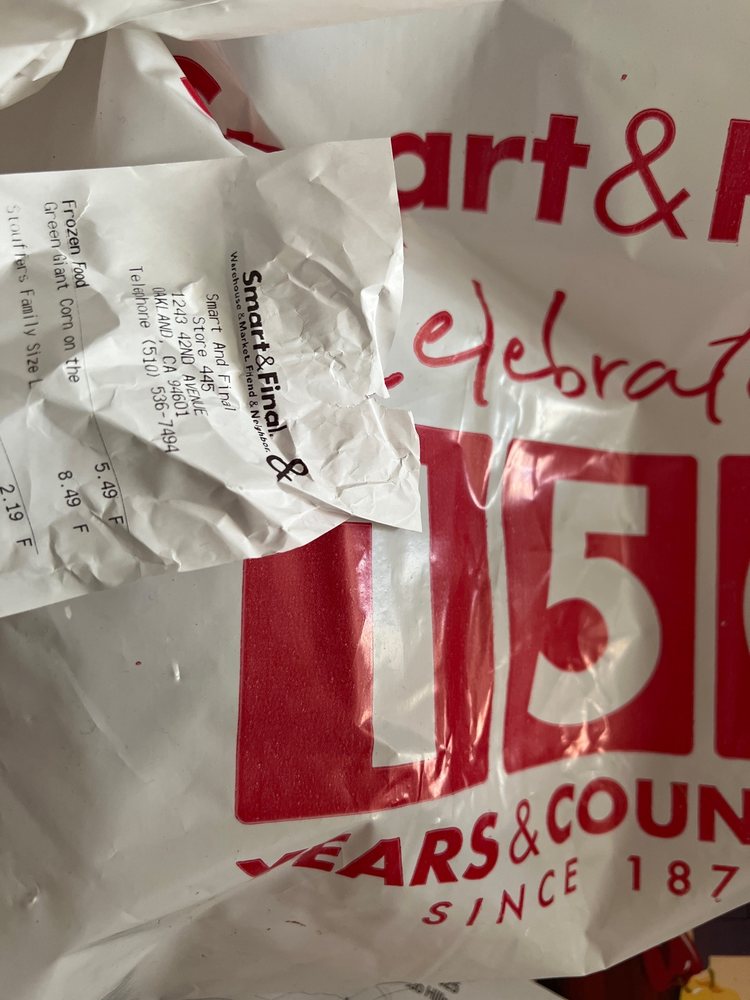 art&
elebrat
15
YEARS&COUN
SINCE 187
Smart&Final. &
Warehouse & Market. Friend & Neighbor.
Smart And Final
Store 445
1243 42ND AVENUE
OAKLAND, CA 94601
Telephone (510) 536-7494
Frozen Food
Green Giant Corn on the 5.49 F
Stouffers Family Size L 8.49 F
2.19 F